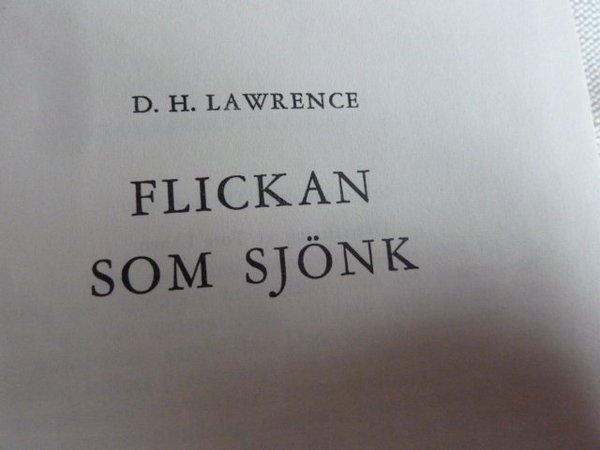 D. H. LAWRENCE
FLICKAN
SOM SJÖNK